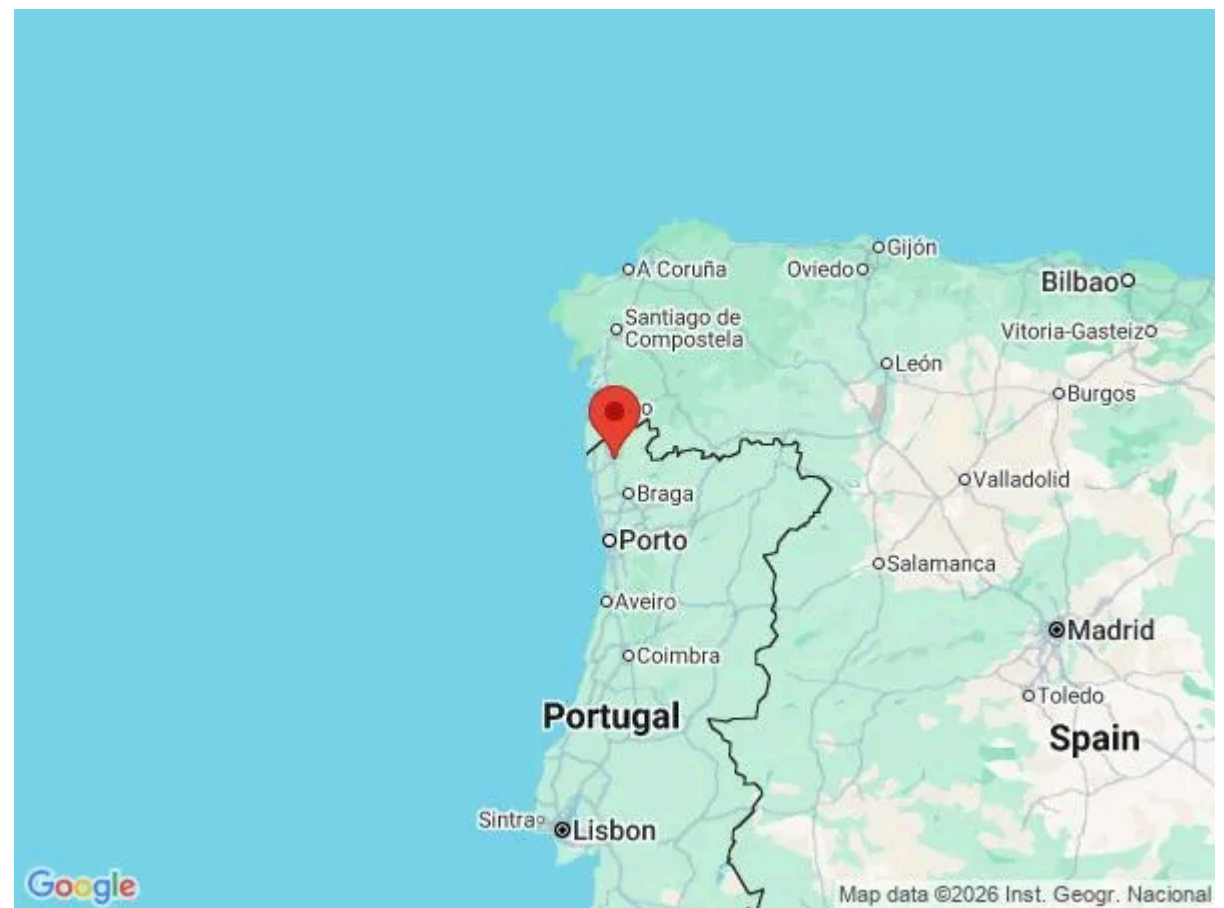 Gijón
A Coruña
Oviedo
Bilbao
Santiago de
Compostela
Vitoria-Gasteiz
León
Burgos
Valladolid
Braga
Porto
Salamanca
Aveiro
Madrid
Coimbra
Toledo
Portugal
Spain
Sintra
Lisbon
Google
Map data ©2026 Inst. Geogr. Nacional